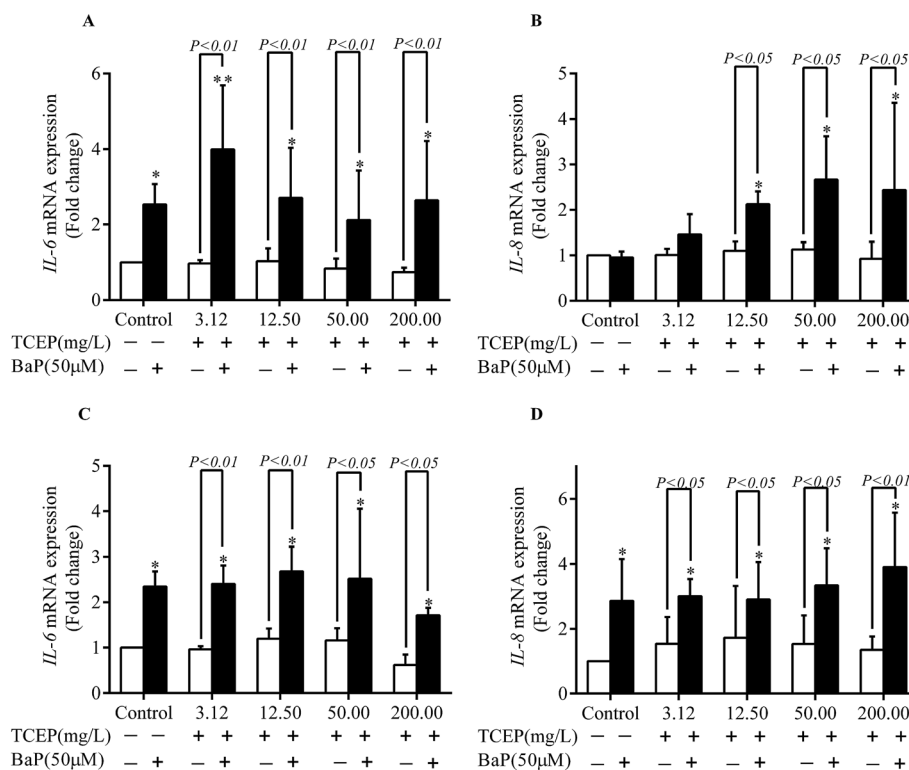 A
IL-6 mRNA expression
(Fold change)
6
4
2
0
P<0.01 P<0.01 P<0.01 P<0.01
* ** * * *
Control 3.12 12.50 50.00 200.00
TCEP(mg/L) — — + + + + + + + +
BaP(50μM) — + — + — + — + — +
B
IL-8 mRNA expression
(Fold change)
5
4
3
2
1
0
P<0.05 P<0.05 P<0.05
* * *
Control 3.12 12.50 50.00 200.00
TCEP(mg/L) — — + + + + + + + +
BaP(50μM) — + — + — + — + — +
C
IL-6 mRNA expression
(Fold change)
5
4
3
2
1
0
P<0.01 P<0.01 P<0.05 P<0.05
* * * * *
Control 3.12 12.50 50.00 200.00
TCEP(mg/L) — — + + + + + + + +
BaP(50μM) — + — + — + — + — +
D
IL-8 mRNA expression
(Fold change)
6
4
2
0
P<0.05 P<0.05 P<0.05 P<0.01
* * * * *
Control 3.12 12.50 50.00 200.00
TCEP(mg/L) — — + + + + + + + +
BaP(50μM) — + — + — + — + — +